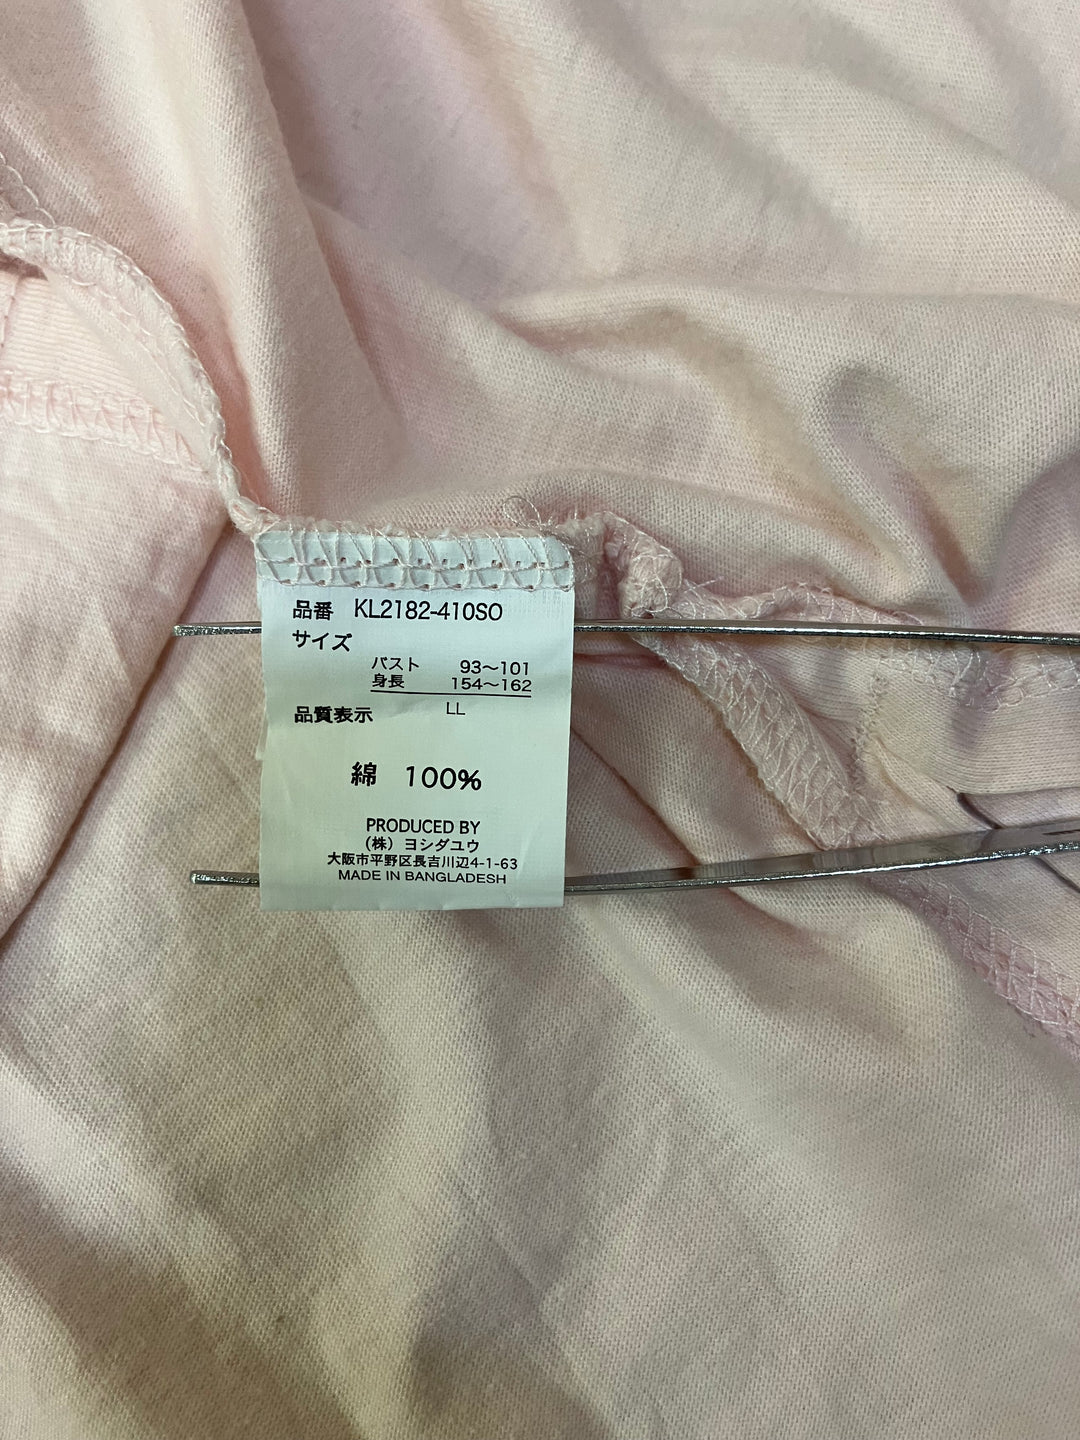 品番 KL2182-410SO
サイズ
バスト 93〜101
身長 154〜162
品質表示 LL
綿 100%
PRODUCED BY
(株) ヨシダユウ
大阪市平野区長吉川辺4-1-63
MADE IN BANGLADESH